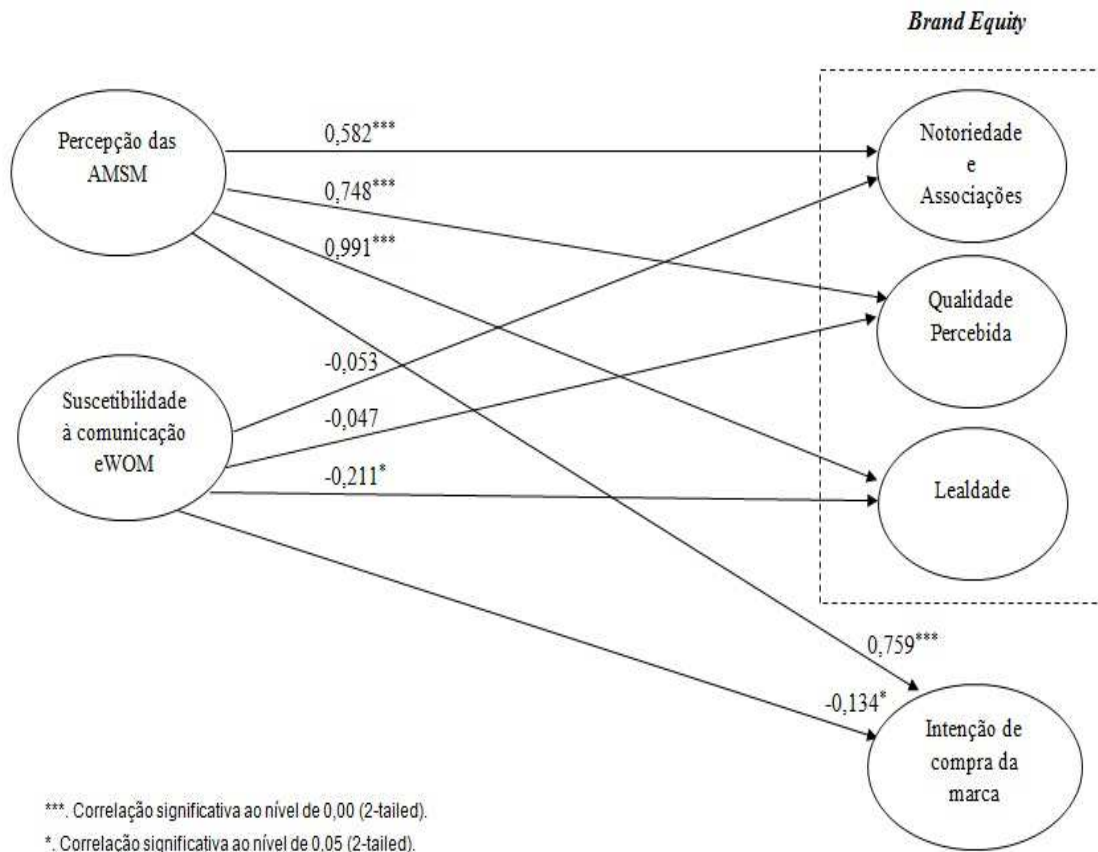 Brand Equity
Percepção das
AMSM
Notoriedade
e
Associações
0,582***
0,748***
0,991***
Qualidade
Percebida
Suscetibilidade
à comunicação
eWOM
-0,053
-0,047
-0,211*
Lealdade
0,759***
-0,134*
Intenção de
compra da
marca
***. Correlação significativa ao nível de 0,00 (2-tailed).
*. Correlação significativa ao nível de 0,05 (2-tailed).